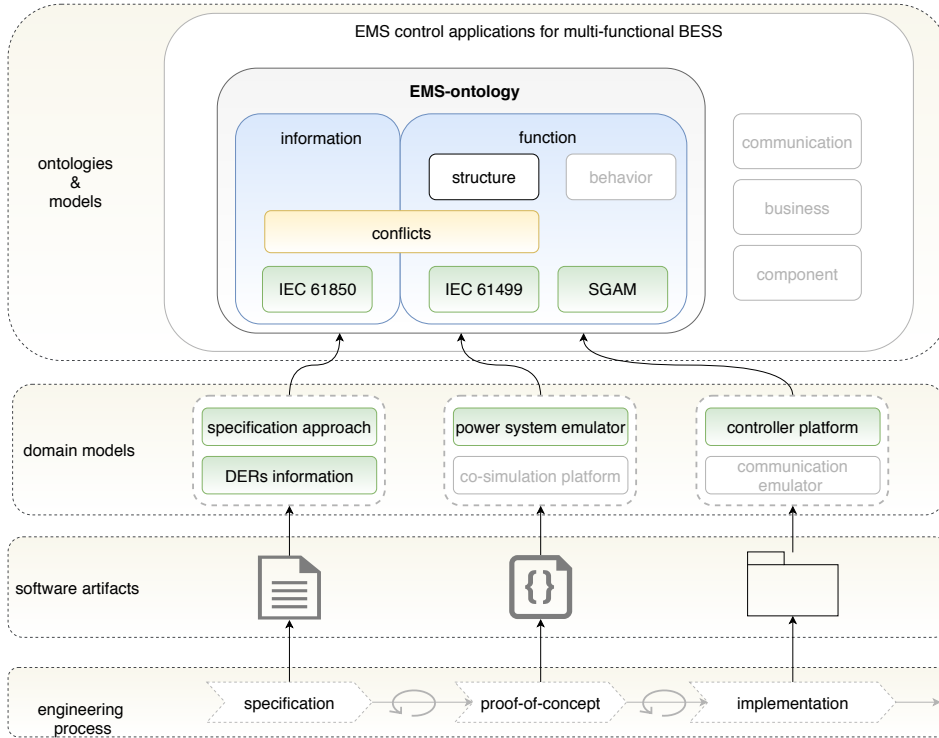 EMS control applications for multi-functional BESS
EMS-ontology
information
function
structure
behavior
conflicts
IEC 61850
IEC 61499
SGAM
communication
business
component
ontologies
&
models
domain models
specification approach
DERs information
power system emulator
co-simulation platform
controller platform
communication
emulator
software artifacts
{}
engineering
process
specification
proof-of-concept
implementation